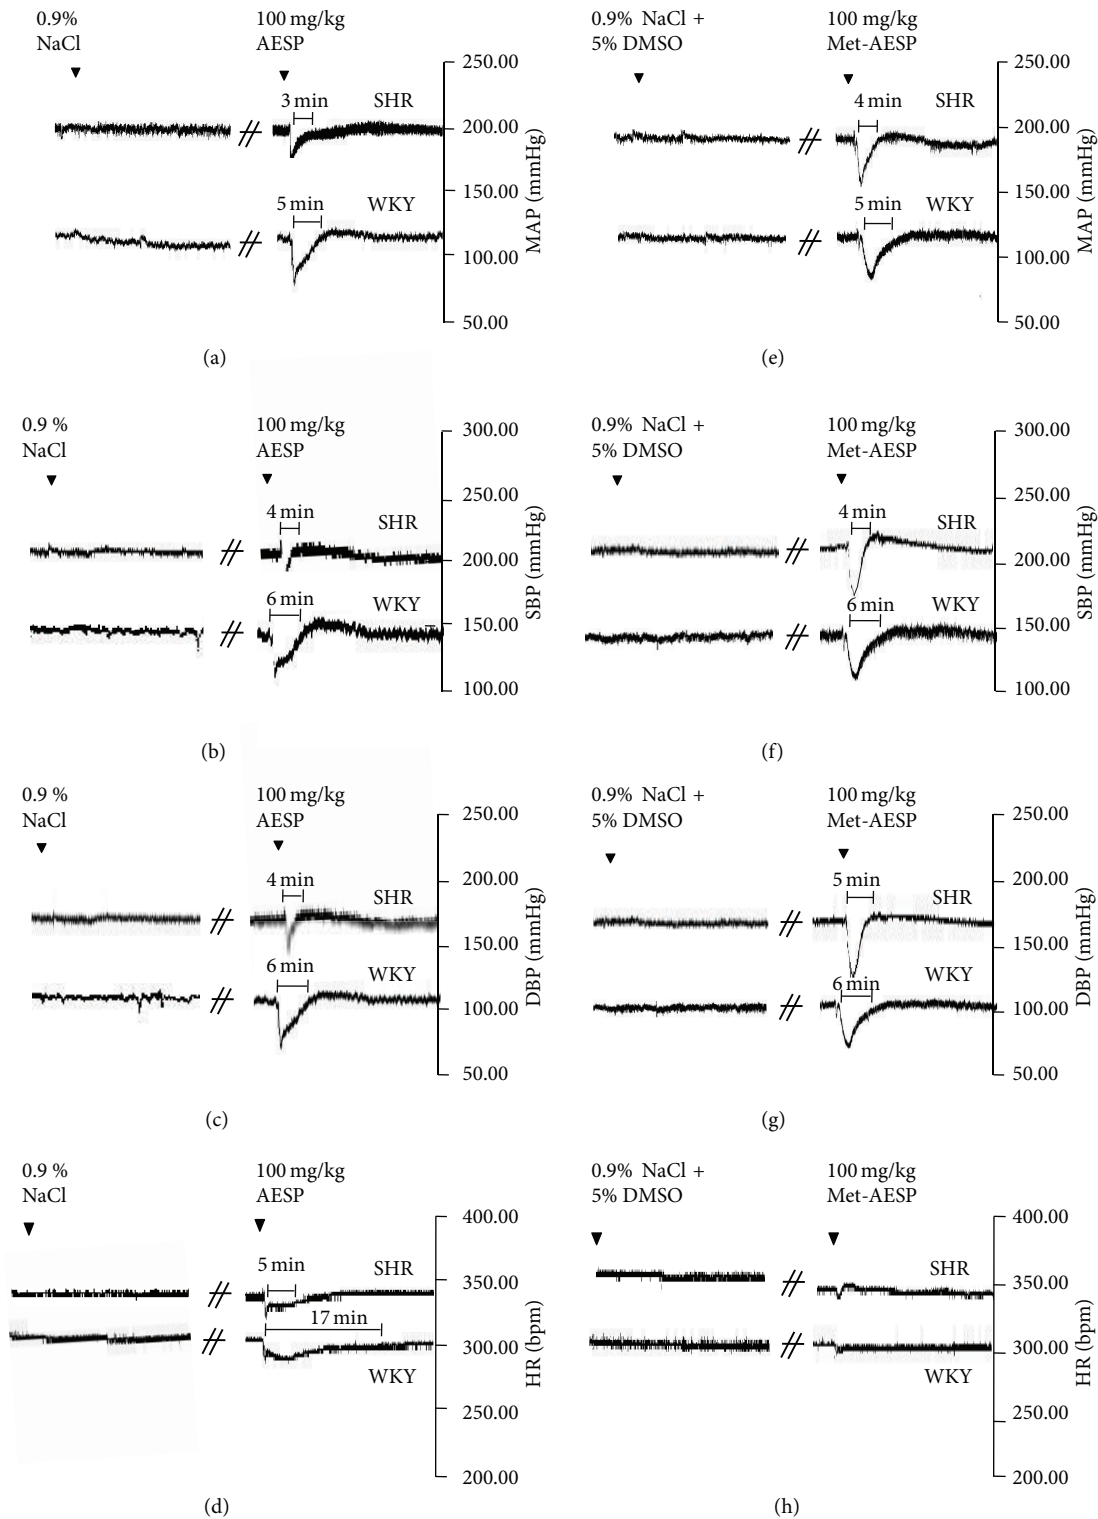 0.9%
NaCl
100 mg/kg
AESP
3 min
SHR
5 min
WKY
250.00
200.00
150.00
100.00
50.00
MAP (mmHg)
(a)
0.9% NaCl +
5% DMSO
100 mg/kg
Met-AESP
4 min
SHR
5 min
WKY
250.00
200.00
150.00
100.00
50.00
MAP (mmHg)
(e)
0.9 %
NaCl
100 mg/kg
AESP
4 min
SHR
6 min
WKY
300.00
250.00
200.00
150.00
100.00
SBP (mmHg)
(b)
0.9% NaCl +
5% DMSO
100 mg/kg
Met-AESP
4 min
SHR
6 min
WKY
300.00
250.00
200.00
150.00
100.00
SBP (mmHg)
(f)
0.9 %
NaCl
100 mg/kg
AESP
4 min
SHR
6 min
WKY
250.00
200.00
150.00
100.00
50.00
DBP (mmHg)
(c)
0.9% NaCl +
5% DMSO
100 mg/kg
Met-AESP
5 min
SHR
6 min
WKY
250.00
200.00
150.00
100.00
50.00
DBP (mmHg)
(g)
0.9 %
NaCl
100 mg/kg
AESP
5 min
SHR
17 min
WKY
400.00
350.00
300.00
250.00
200.00
HR (bpm)
(d)
0.9% NaCl +
5% DMSO
100 mg/kg
Met-AESP
SHR
WKY
400.00
350.00
300.00
250.00
200.00
HR (bpm)
(h)